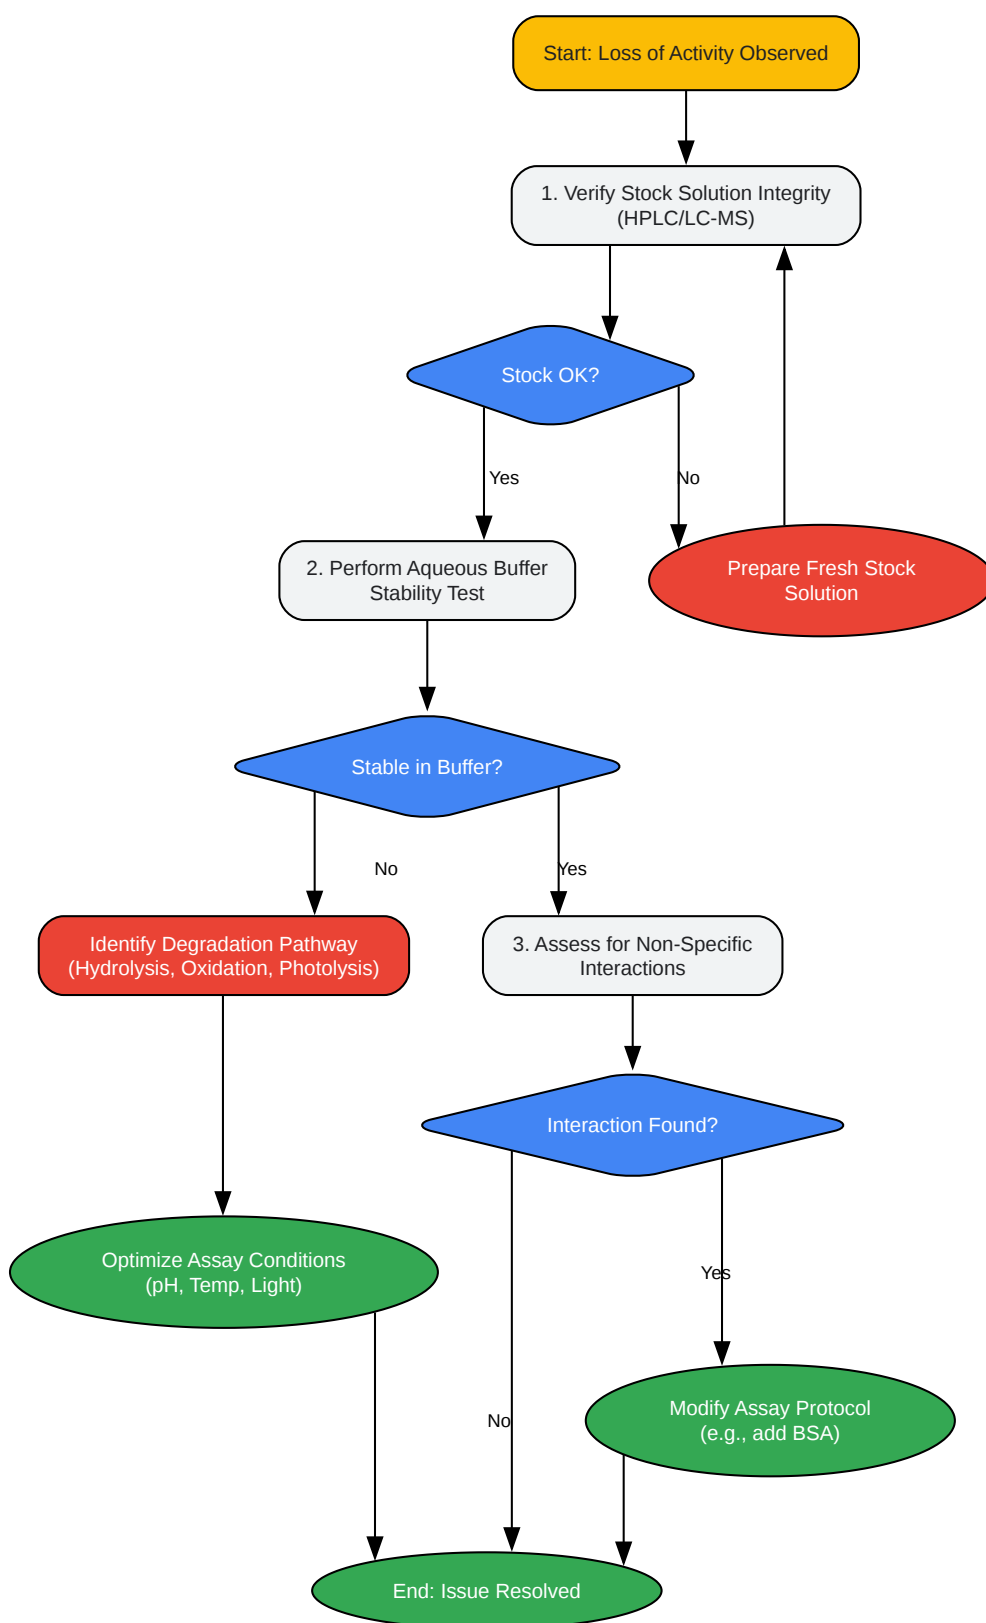 Start: Loss of Activity Observed
1. Verify Stock Solution Integrity
(HPLC/LC-MS)
Stock OK?
Yes
No
2. Perform Aqueous Buffer
Stability Test
Prepare Fresh Stock
Solution
Stable in Buffer?
No
Yes
Identify Degradation Pathway
(Hydrolysis, Oxidation, Photolysis)
3. Assess for Non-Specific
Interactions
Interaction Found?
Optimize Assay Conditions
(pH, Temp, Light)
Yes
No
Modify Assay Protocol
(e.g., add BSA)
End: Issue Resolved